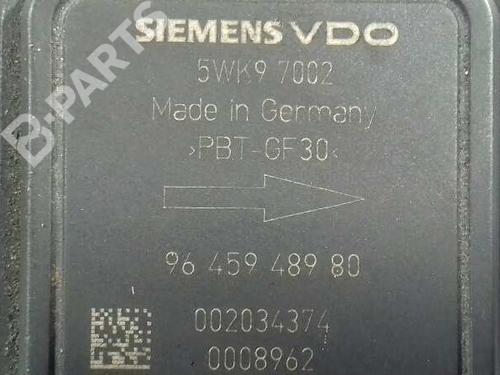 SIEMENS VDO
5WK9 7002
Made in Germany
›PBT-GF30‹
96 459 489 80
002034374
0008962
B-PARTS